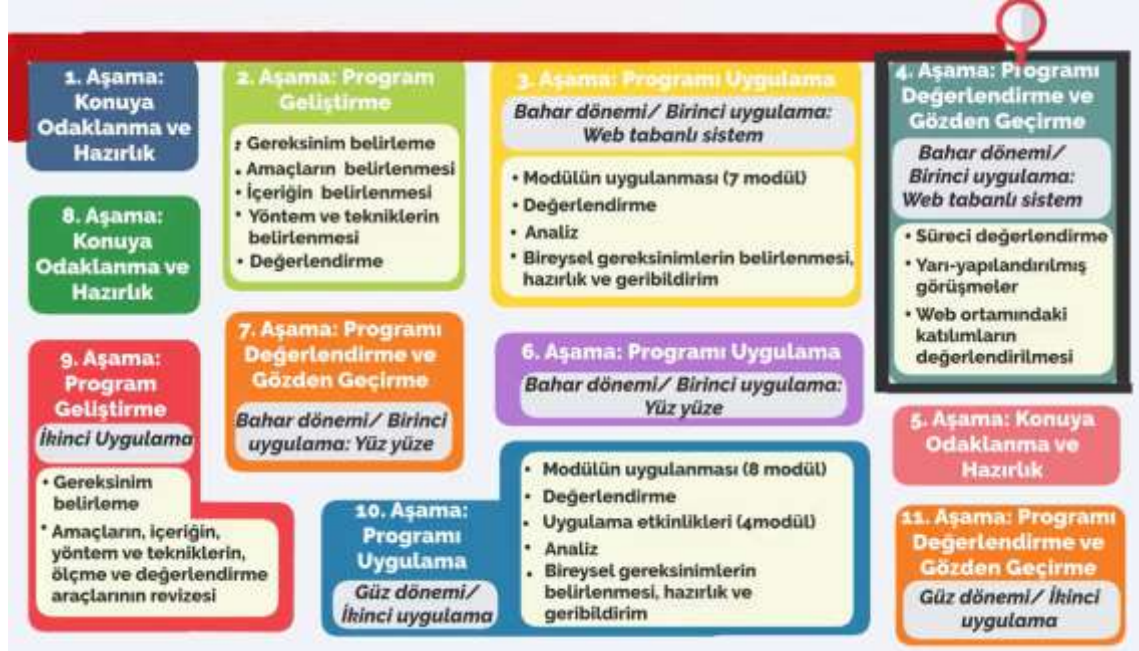 1. Aşama:
Konuya
Odaklanma ve
Hazırlık
2. Aşama: Program
Geliştirme
• Gereksinim belirleme
• Amaçların belirlenmesi
• İçeriğin belirlenmesi
• Yöntem ve tekniklerin
belirlenmesi
• Değerlendirme
3. Aşama: Programı Uygulama
Bahar dönemi/ Birinci uygulama:
Web tabanlı sistem
• Modülün uygulanması (7 modül)
• Değerlendirme
• Analiz
• Bireysel gereksinimlerin belirlenmesi,
hazırlık ve geribildirim
4. Aşama: Programı
Değerlendirme ve
Gözden Geçirme
Bahar dönemi/
Birinci uygulama:
Web tabanlı sistem
• Süreci değerlendirme
• Yarı-yapılandırılmış
görüşmeler
• Web ortamındaki
katılımların
değerlendirilmesi
8. Aşama:
Konuya
Odaklanma ve
Hazırlık
7. Aşama: Programı
Değerlendirme ve
Gözden Geçirme
Bahar dönemi/ Birinci
uygulama: Yüz yüze
6. Aşama: Programı Uygulama
Bahar dönemi/ Birinci uygulama:
Yüz yüze
5. Aşama: Konuya
Odaklanma ve
Hazırlık
9. Aşama:
Program
Geliştirme
İkinci Uygulama
• Gereksinim
belirleme
• Amaçların, içeriğin,
yöntem ve tekniklerin,
ölçme ve değerlendirme
araçlarının revizesi
10. Aşama:
Programı
Uygulama
Güz dönemi/
İkinci uygulama
• Modülün uygulanması (8 modül)
• Değerlendirme
• Uygulama etkinlikleri (4modül)
• Analiz
• Bireysel gereksinimlerin
belirlenmesi, hazırlık ve
geribildirim
11. Aşama: Programı
Değerlendirme ve
Gözden Geçirme
Güz dönemi/ İkinci
uygulama